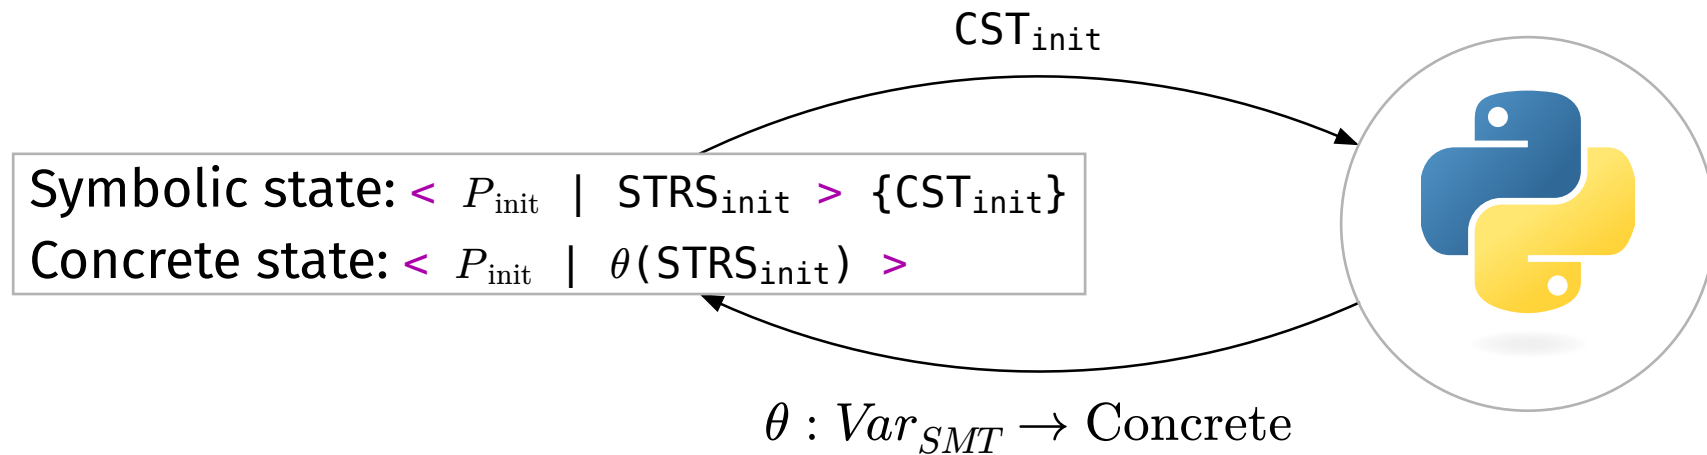 CST_init
Symbolic state: < P_init | STRS_init > {CST_init}
Concrete state: < P_init | θ(STRS_init) >
θ : Var_SMT → Concrete